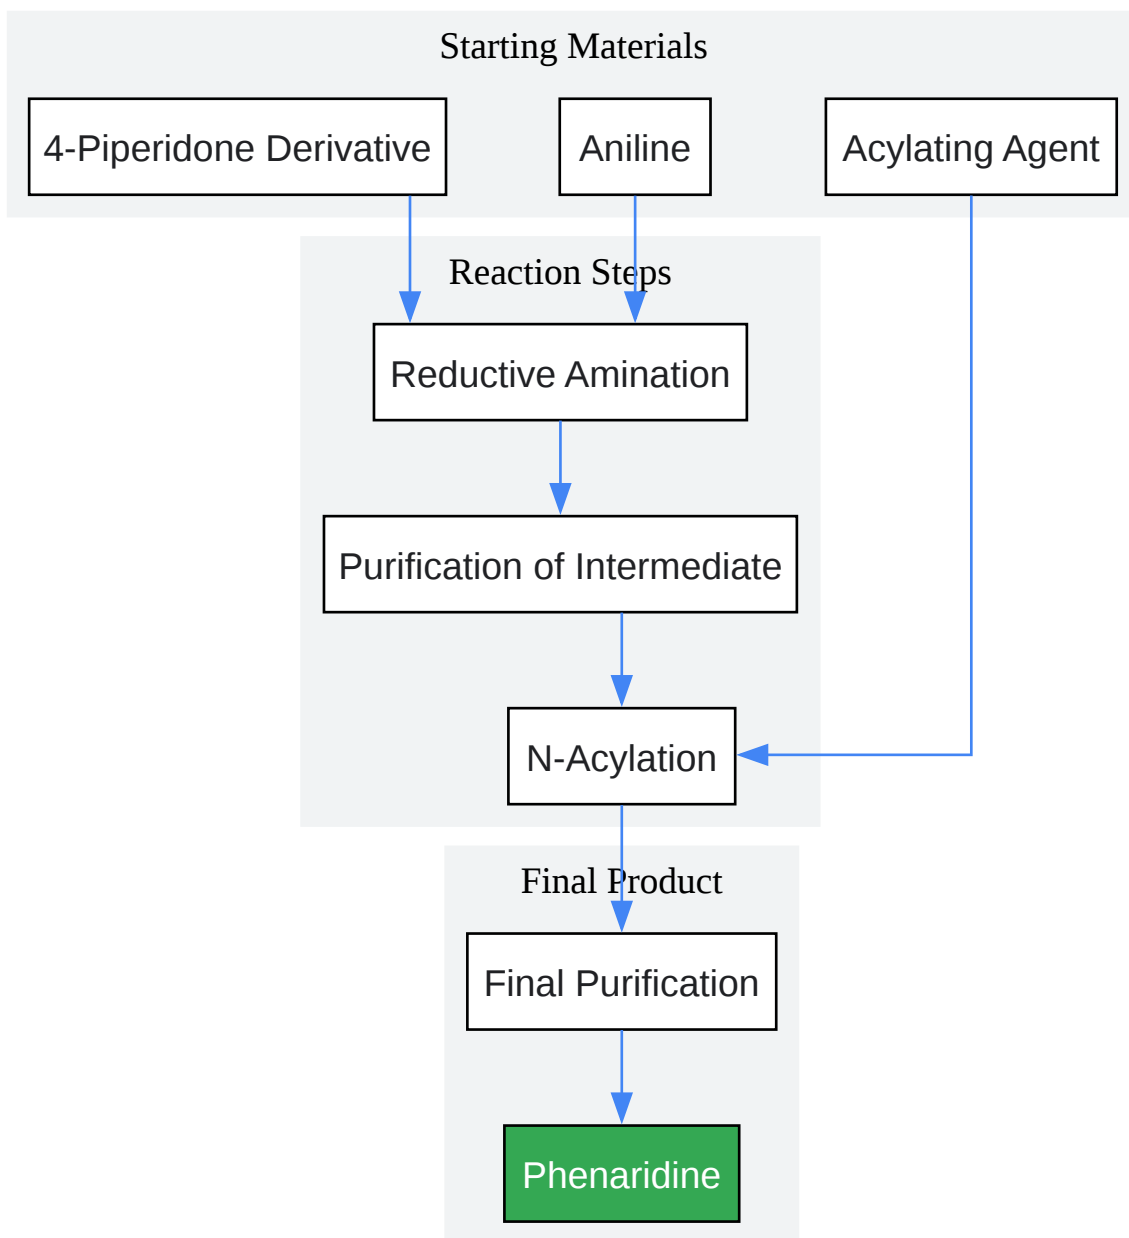 Starting Materials
4-Piperidone Derivative
Aniline
Acylating Agent
Reaction Steps
Reductive Amination
Purification of Intermediate
N-Acylation
Final Product
Final Purification
Phenaridine